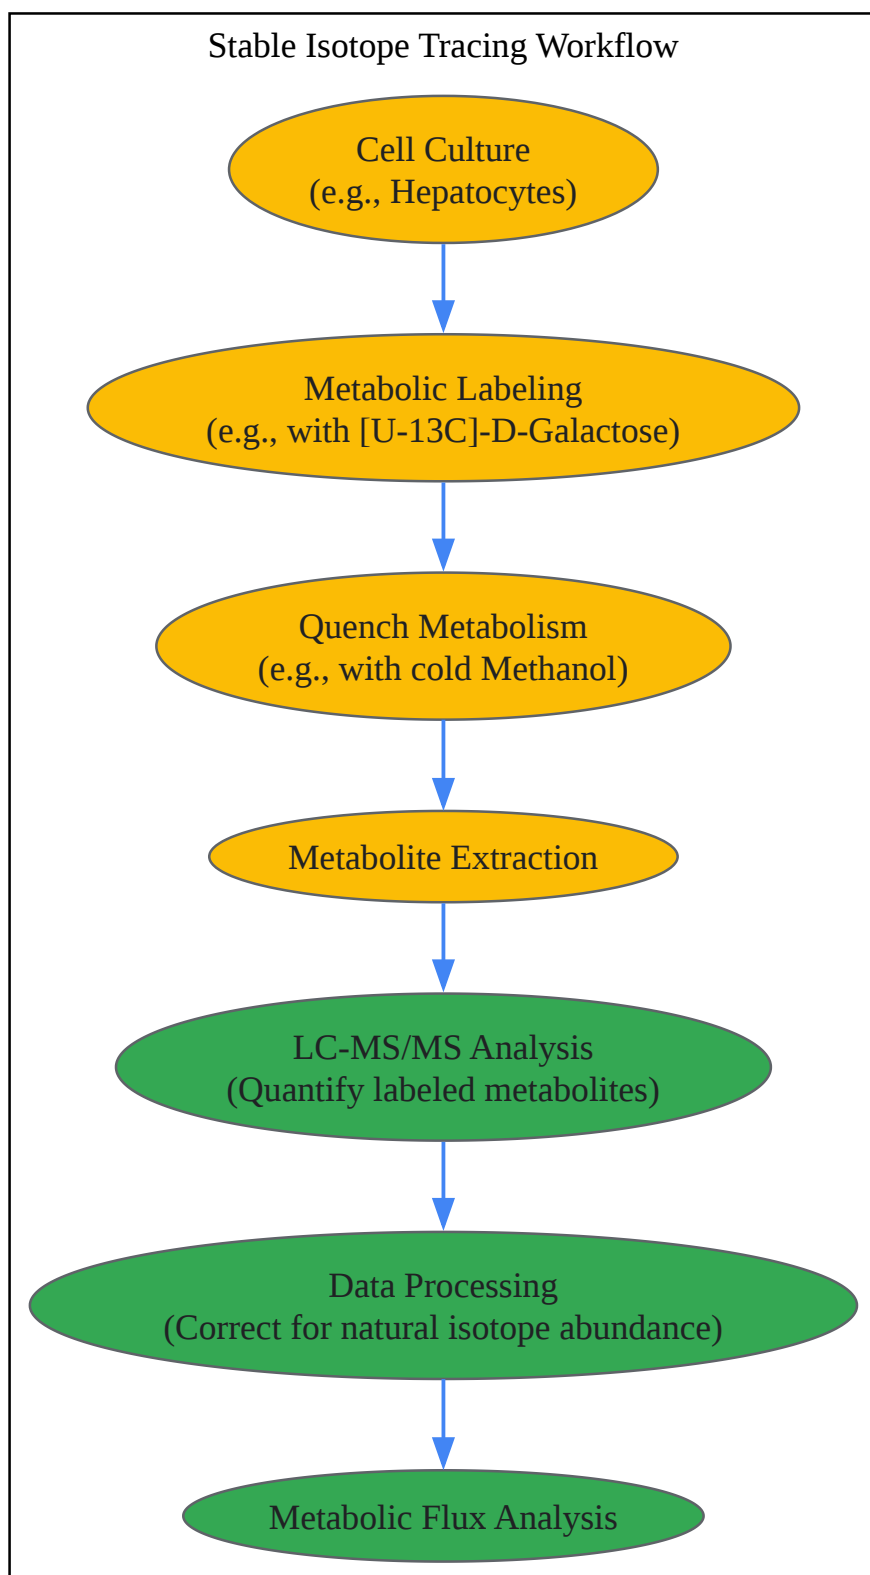 Stable Isotope Tracing Workflow
Cell Culture
(e.g., Hepatocytes)
Metabolic Labeling
(e.g., with [U-13C]-D-Galactose)
Quench Metabolism
(e.g., with cold Methanol)
Metabolite Extraction
LC-MS/MS Analysis
(Quantify labeled metabolites)
Data Processing
(Correct for natural isotope abundance)
Metabolic Flux Analysis